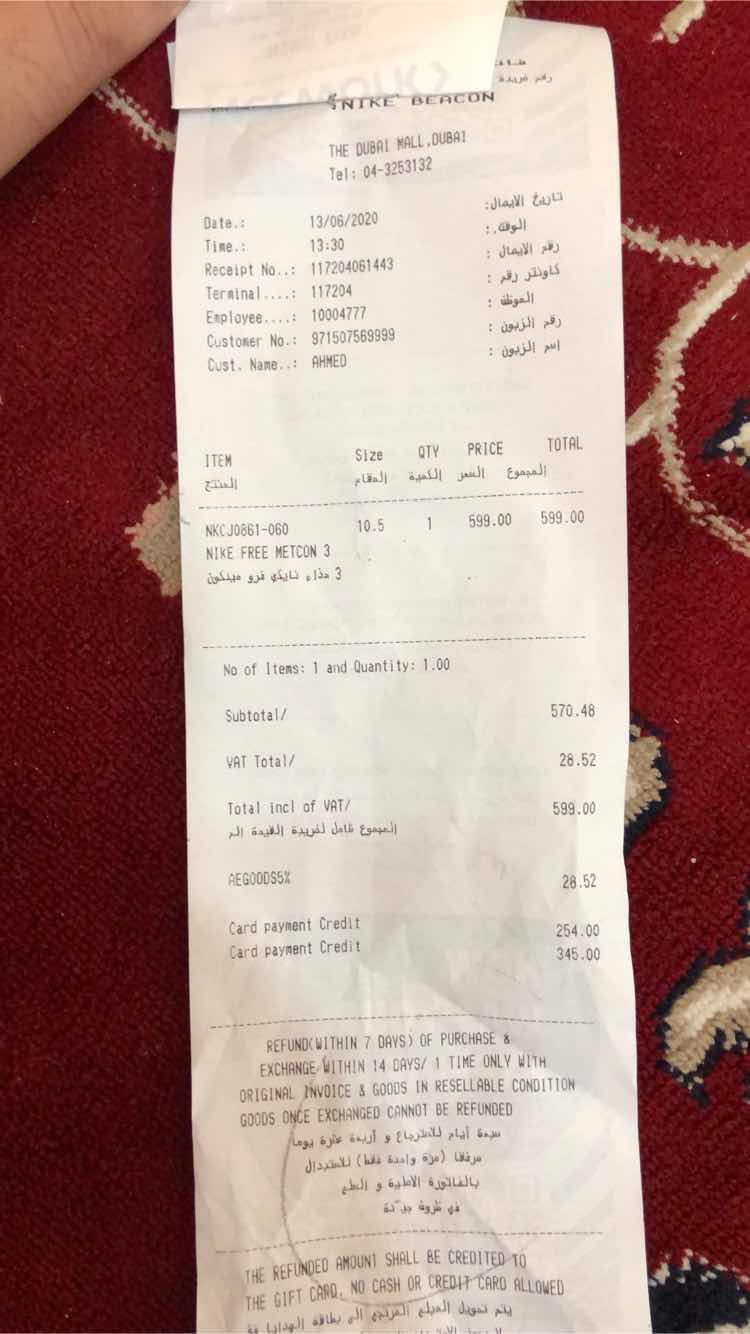 رقم ضريبة
NIKE BEACON
THE DUBAI MALL,DUBAI
Tel: 04-3253132
Date.: 13/06/2020 تاريخ الايصال:
Time.: 13:30 الوقت.:
Receipt No..: 117204061443 رقم الايصال :
Terminal....: 117204 كاونتر رقم :
Employee....: 10004777 الموظف :
Customer No.: 971507569999 رقم الزبون :
Cust. Name..: AHMED اسم الزبون :
ITEM Size QTY PRICE TOTAL
المنتج المقاس الكمية السعر المجموع
NKCJ0861-060 10.5 1 599.00 599.00
NIKE FREE METCON 3
حذاء نايكي فرو ميتكون 3
No of Items: 1 and Quantity: 1.00
Subtotal/ 570.48
VAT Total/ 28.52
Total incl of VAT/ 599.00
المجموع شامل لضريبة القيمة الم
AEGOODS5% 28.52
Card payment Credit 254.00
Card payment Credit 345.00
REFUND(WITHIN 7 DAYS) OF PURCHASE &
EXCHANGE WITHIN 14 DAYS/ 1 TIME ONLY WITH
ORIGINAL INVOICE & GOODS IN RESELLABLE CONDITION
GOODS ONCE EXCHANGED CANNOT BE REFUNDED
سبعة أيام للاسترجاع و أربعة عشرة يوما
مرفقا (مرة واحدة فقط) للاستبدال
بالفاتورة الاصلية و السلع
في ظروف جيّدة
THE REFUNDED AMOUNT SHALL BE CREDITED TO
THE GIFT CARD, NO CASH OR CREDIT CARD ALLOWED
يتم تحويل المبلغ المرتجع الى بطاقة الهدايا